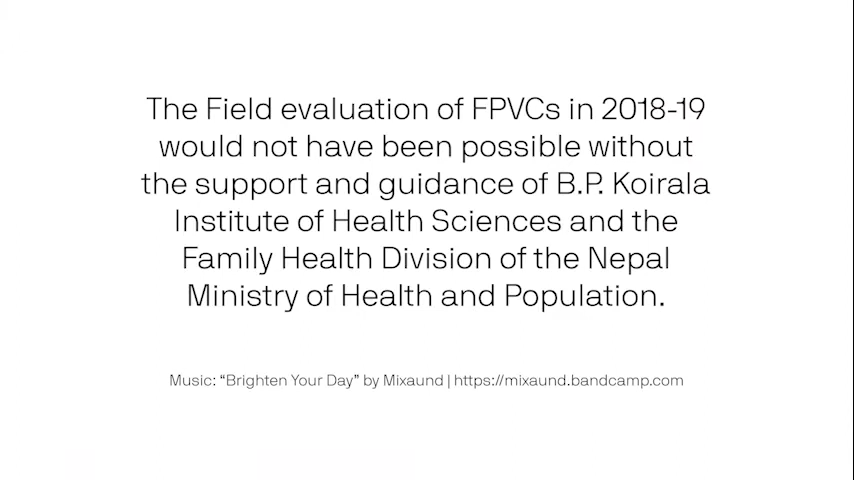 The Field evaluation of FPVCs in 2018-19
would not have been possible without
the support and guidance of B.P. Koirala
Institute of Health Sciences and the
Family Health Division of the Nepal
Ministry of Health and Population.
Music: “Brighten Your Day” by Mixaund | https://mixaund.bandcamp.com